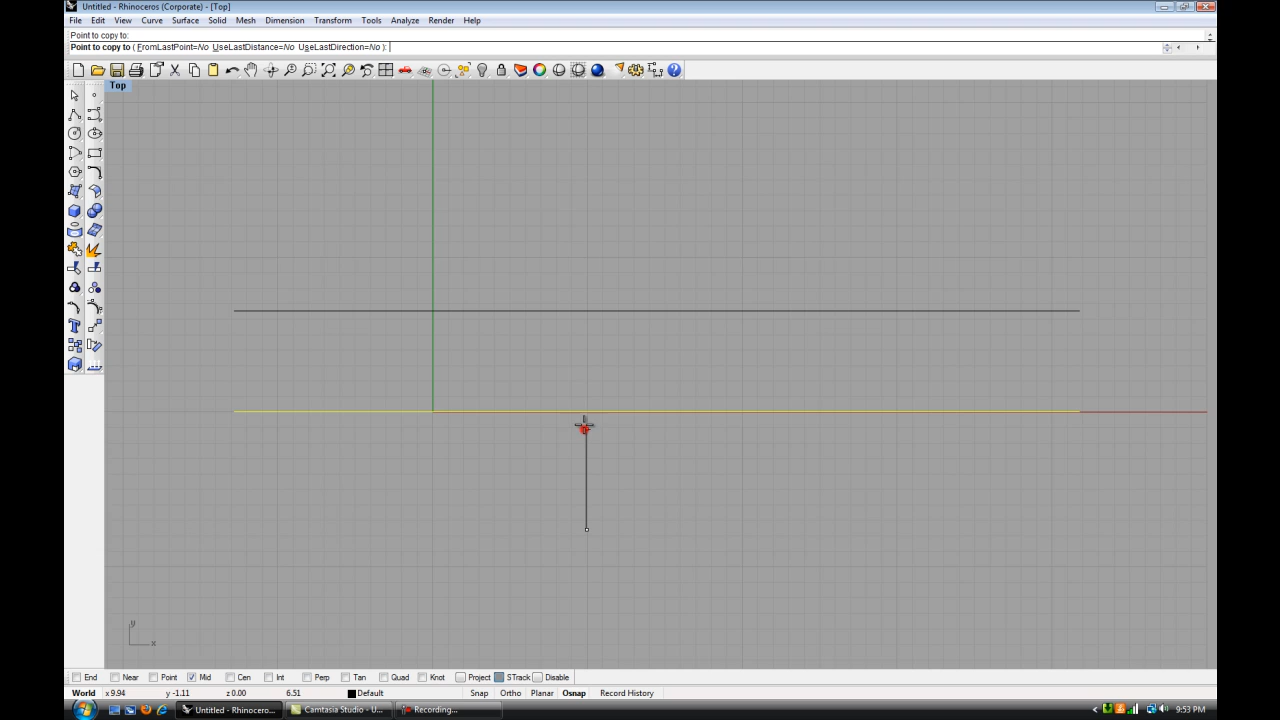 Untitled - Rhinoceros (Corporate) - [Top]
File Edit View Curve Surface Solid Mesh Dimension Transform Tools Analyze Render Help
Point to copy to:
Point to copy to ( FromLastPoint=No UseLastDistance=No UseLastDirection=No ):
Top
y
x
End Near Point Mid Cen Int Perp Tan Quad Knot Project STrack Disable
World x 9.94 y -1.11 z 0.00 6.51 Default Snap Ortho Planar Osnap Record History
Untitled - Rhinocero... Camtasia Studio - U... Recording... 9:53 PM